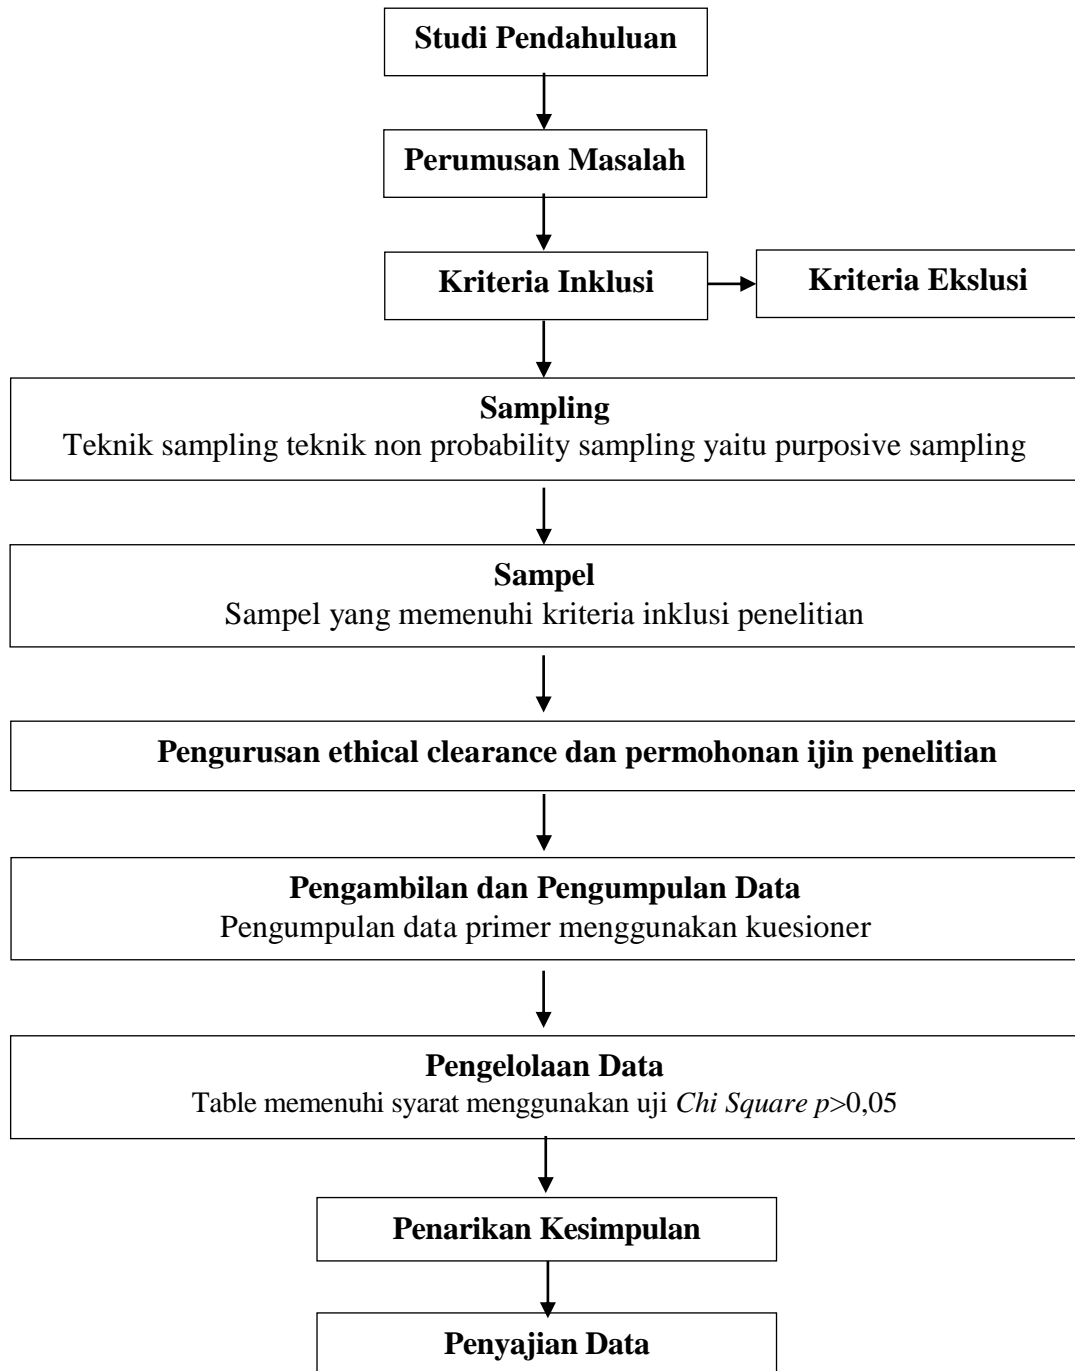 Studi Pendahuluan
Perumusan Masalah
Kriteria Inklusi
Kriteria Ekslusi
Sampling
Teknik sampling teknik non probability sampling yaitu purposive sampling
Sampel
Sampel yang memenuhi kriteria inklusi penelitian
Pengurusan ethical clearance dan permohonan ijin penelitian
Pengambilan dan Pengumpulan Data
Pengumpulan data primer menggunakan kuesioner
Pengelolaan Data
Table memenuhi syarat menggunakan uji Chi Square p>0,05
Penarikan Kesimpulan
Penyajian Data